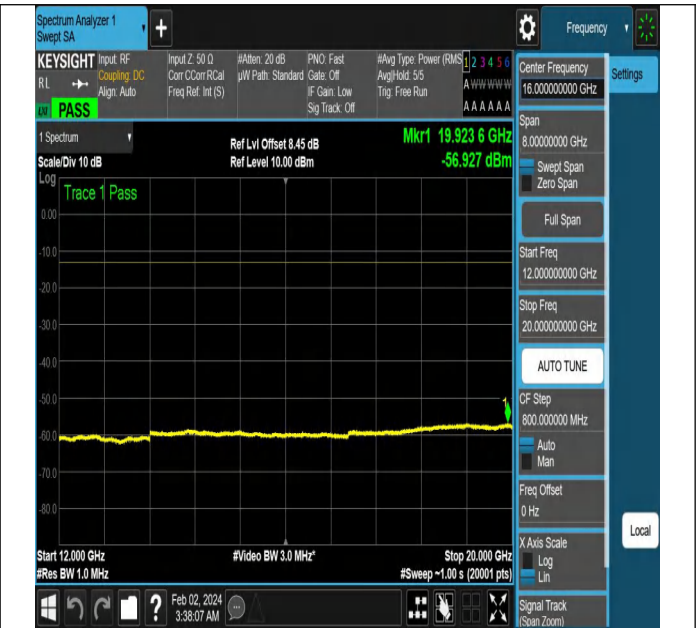 Spectrum Analyzer 1
Swept SA
Frequency
KEYSIGHT
RL
PASS
Input: RF
Coupling: DC
Align: Auto
Input Z: 50 Ω
Corr CCorr RCal
Freq Ref: Int (S)
#Atten: 20 dB
µW Path: Standard
PNO: Fast
Gate: Off
IF Gain: Low
Sig Track: Off
#Avg Type: Power (RMS
Avg|Hold: 5/5
Trig: Free Run
1 2 3 4 5 6
A W W W W W
A A A A A A
1 Spectrum
Scale/Div 10 dB
Ref Lvl Offset 8.45 dB
Ref Level 10.00 dBm
Mkr1 19.923 6 GHz
-56.927 dBm
Log
Trace 1 Pass
0.00
-10.0
-20.0
-30.0
-40.0
-50.0
-60.0
-70.0
-80.0
1
Start 12.000 GHz
#Res BW 1.0 MHz
#Video BW 3.0 MHz*
Stop 20.000 GHz
#Sweep ~1.00 s (20001 pts)
?
Feb 02, 2024
3:38:07 AM
Center Frequency
16.000000000 GHz
Settings
Span
8.00000000 GHz
Swept Span
Zero Span
Full Span
Start Freq
12.000000000 GHz
Stop Freq
20.000000000 GHz
AUTO TUNE
CF Step
800.000000 MHz
Auto
Man
Freq Offset
0 Hz
X Axis Scale
Log
Lin
Local
Signal Track
(Span Zoom)